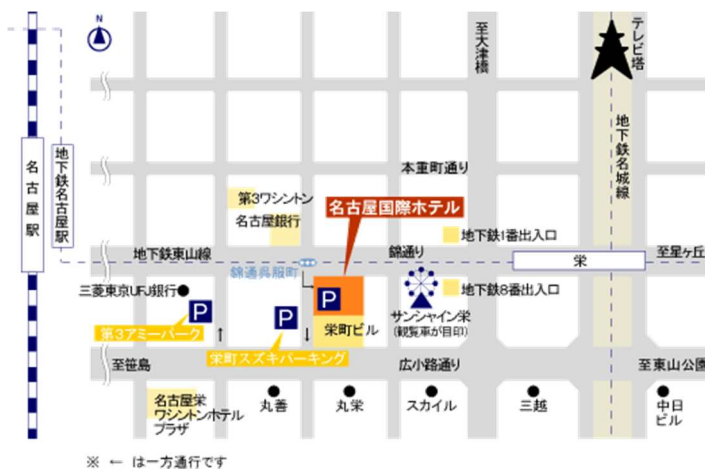 N
至大津橋
テレビ塔
地下鉄名城線
名古屋駅
地下鉄名古屋駅
本重町通り
第3ワシントン
名古屋銀行
名古屋国際ホテル
地下鉄1番出入口
地下鉄東山線
錦通り
栄
至星ヶ丘
錦通呉服町
三菱東京UFJ銀行
P
P
P
地下鉄8番出入口
サンシャイン栄
(観覧車が目印)
第3アミーパーク
栄町ビル
栄町スズキパーキング
至笹島
広小路通り
至東山公園
名古屋栄
ワシントンホテル
プラザ
丸善
丸栄
スカイル
三越
中日
ビル
※ ← は一方通行です